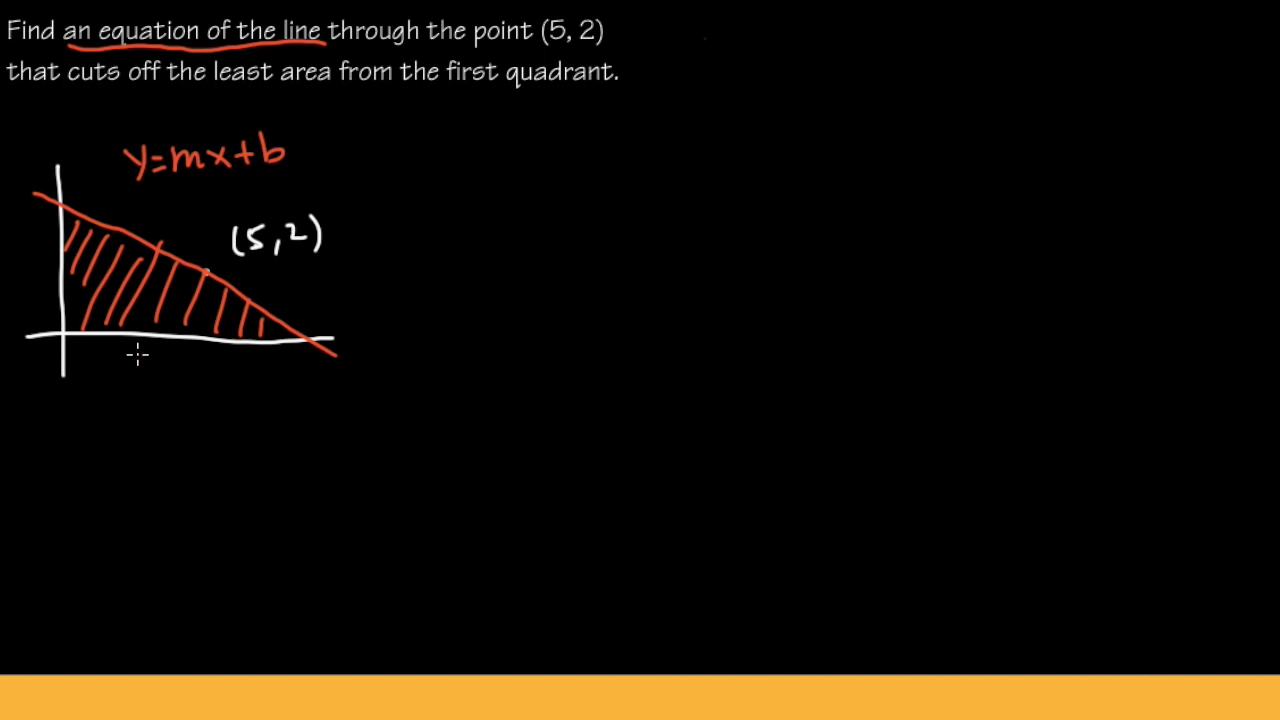 Find an equation of the line through the point (5, 2)
that cuts off the least area from the first quadrant.
y=mx+b
(5,2)